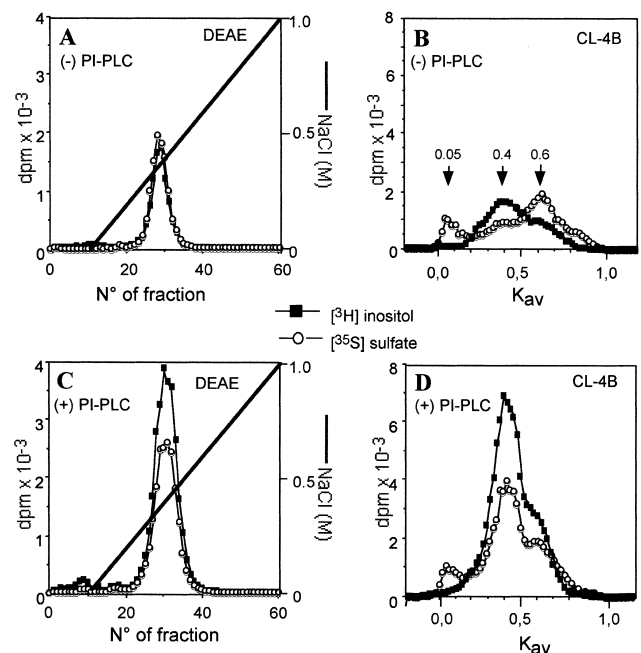 A
DEAE
(-) PI-PLC
4
3
2
1
0
dpm x 10-3
1.0
0.5
0
NaCl (M)
0 20 40 60
N° of fraction
B
CL-4B
(-) PI-PLC
8
6
4
2
0
dpm x 10-3
0.05 0.4 0.6
0,0 0,5 1,0
Kav
[3H] inositol
[35S] sulfate
C
DEAE
(+) PI-PLC
4
3
2
1
0
dpm x 10-3
1.0
0.5
0
NaCl (M)
0 20 40 60
N° of fraction
D
CL-4B
(+) PI-PLC
8
6
4
2
0
dpm x 10-3
0,0 0,5 1,0
Kav